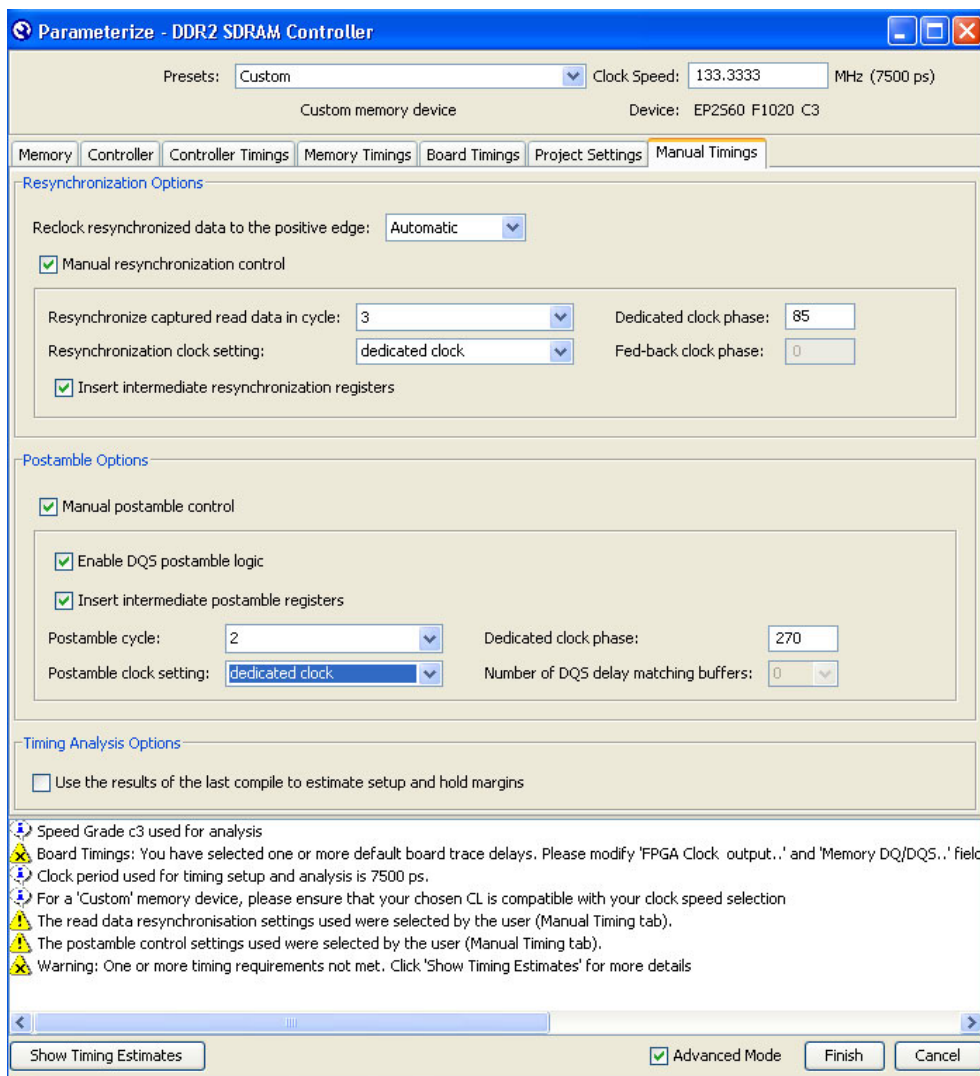 Parameterize - DDR2 SDRAM Controller
Presets: Custom Clock Speed: 133.3333 MHz (7500 ps)
Custom memory device Device: EP2S60 F1020 C3
Memory Controller Controller Timings Memory Timings Board Timings Project Settings Manual Timings
Resynchronization Options
Reclock resynchronized data to the positive edge: Automatic
Manual resynchronization control
Resynchronize captured read data in cycle: 3 Dedicated clock phase: 85
Resynchronization clock setting: dedicated clock Fed-back clock phase: 0
Insert intermediate resynchronization registers
Postamble Options
Manual postamble control
Enable DQS postamble logic
Insert intermediate postamble registers
Postamble cycle: 2 Dedicated clock phase: 270
Postamble clock setting: dedicated clock Number of DQS delay matching buffers: 0
Timing Analysis Options
Use the results of the last compile to estimate setup and hold margins
Speed Grade c3 used for analysis
Board Timings: You have selected one or more default board trace delays. Please modify 'FPGA Clock output..' and 'Memory DQ/DQS..' field
Clock period used for timing setup and analysis is 7500 ps.
For a 'Custom' memory device, please ensure that your chosen CL is compatible with your clock speed selection
The read data resynchronisation settings used were selected by the user (Manual Timing tab).
The postamble control settings used were selected by the user (Manual Timing tab).
Warning: One or more timing requirements not met. Click 'Show Timing Estimates' for more details
Show Timing Estimates Advanced Mode Finish Cancel